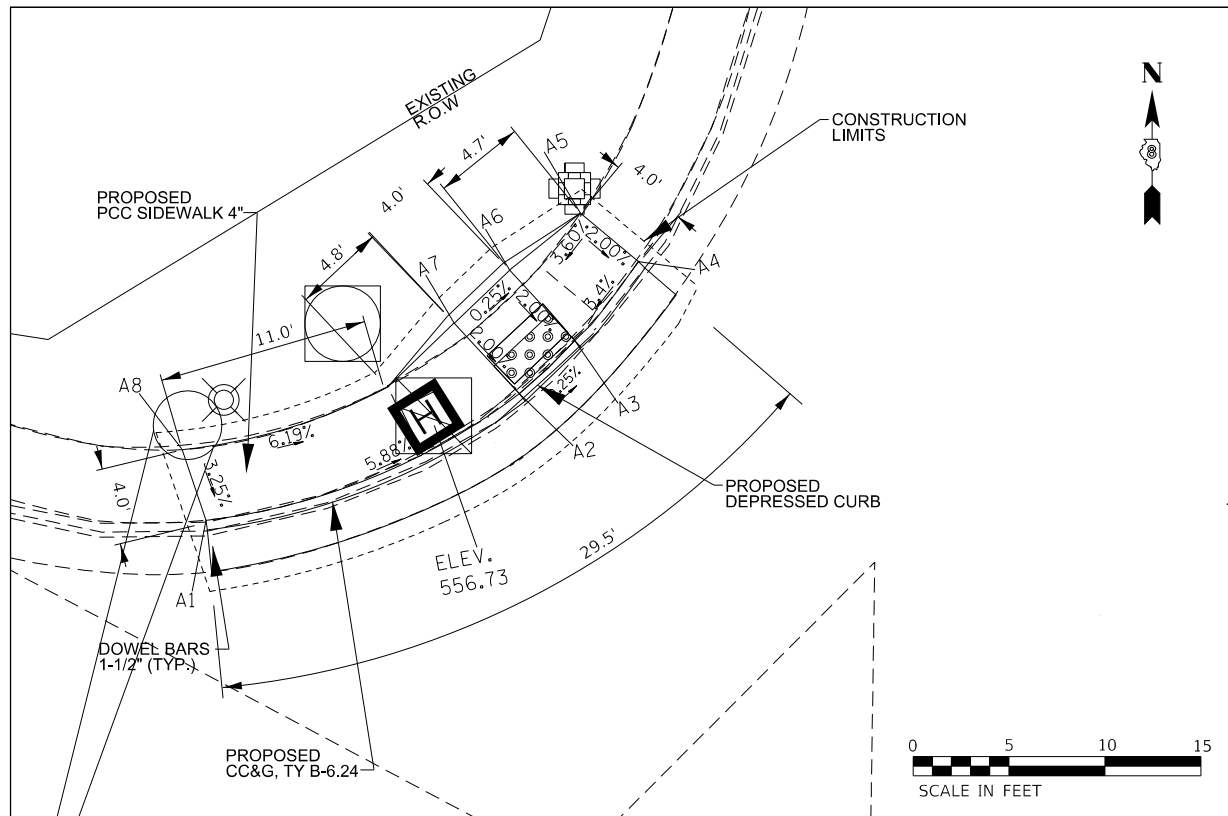 N
8
EXISTING
R.O.W
CONSTRUCTION
LIMITS
4.7'
A5
4.0'
4.0'
PROPOSED
PCC SIDEWALK 4"
A6
4.8'
A7
3.60
2.00%
A4
0.25%
2.00
3.4%
2.00
11.0'
A8
.25%
A3
H
6.19%
5.88%
A2
3.25%
4.0'
PROPOSED
DEPRESSED CURB
29.5'
ELEV.
556.73
A1
DOWEL BARS
1-1/2" (TYP.)
PROPOSED
CC&G, TY B-6.24
0 5 10 15
SCALE IN FEET